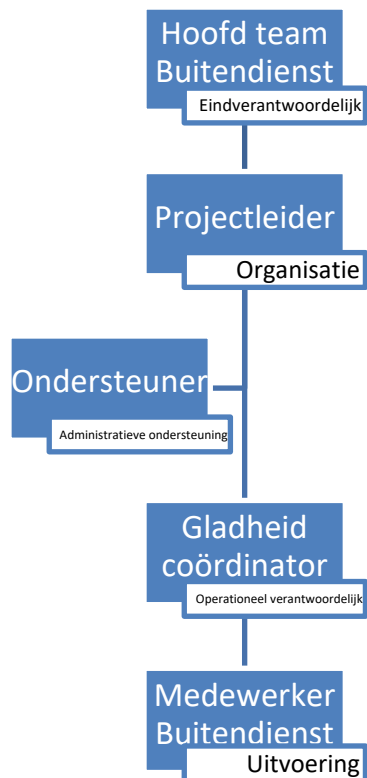 Hoofd team
Buitendienst
Eindverantwoordelijk
Projectleider
Organisatie
Ondersteuner
Administratieve ondersteuning
Gladheid
coördinator
Operationeel verantwoordelijk
Medewerker
Buitendienst
Uitvoering